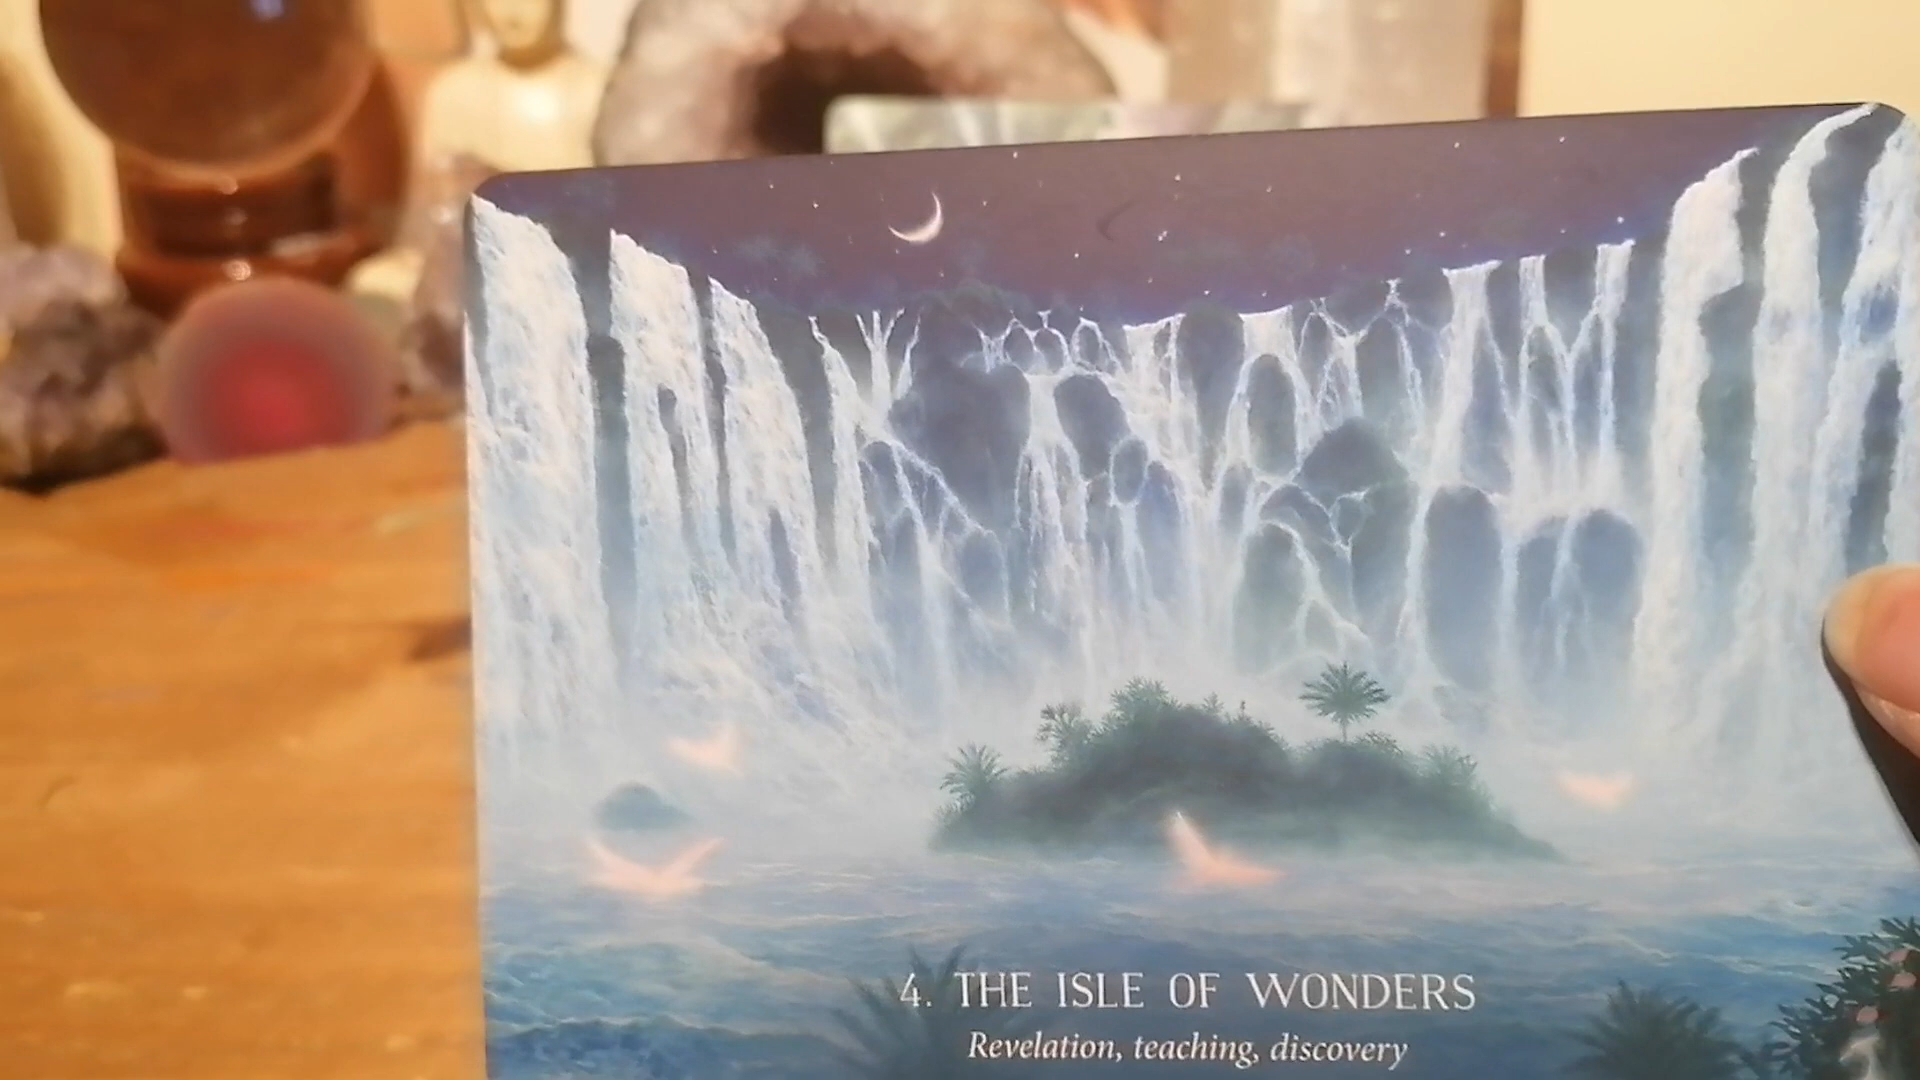 4. THE ISLE OF WONDERS
Revelation, teaching, discovery